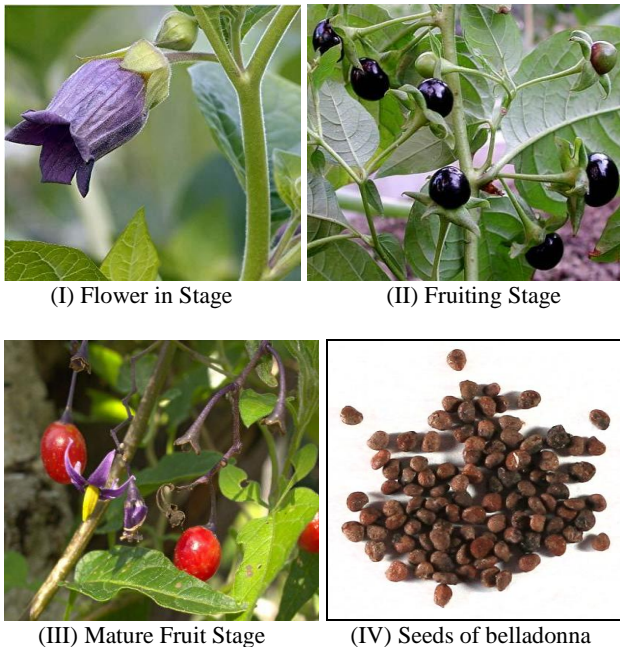 (I) Flower in Stage
(II) Fruiting Stage
(III) Mature Fruit Stage
(IV) Seeds of belladonna